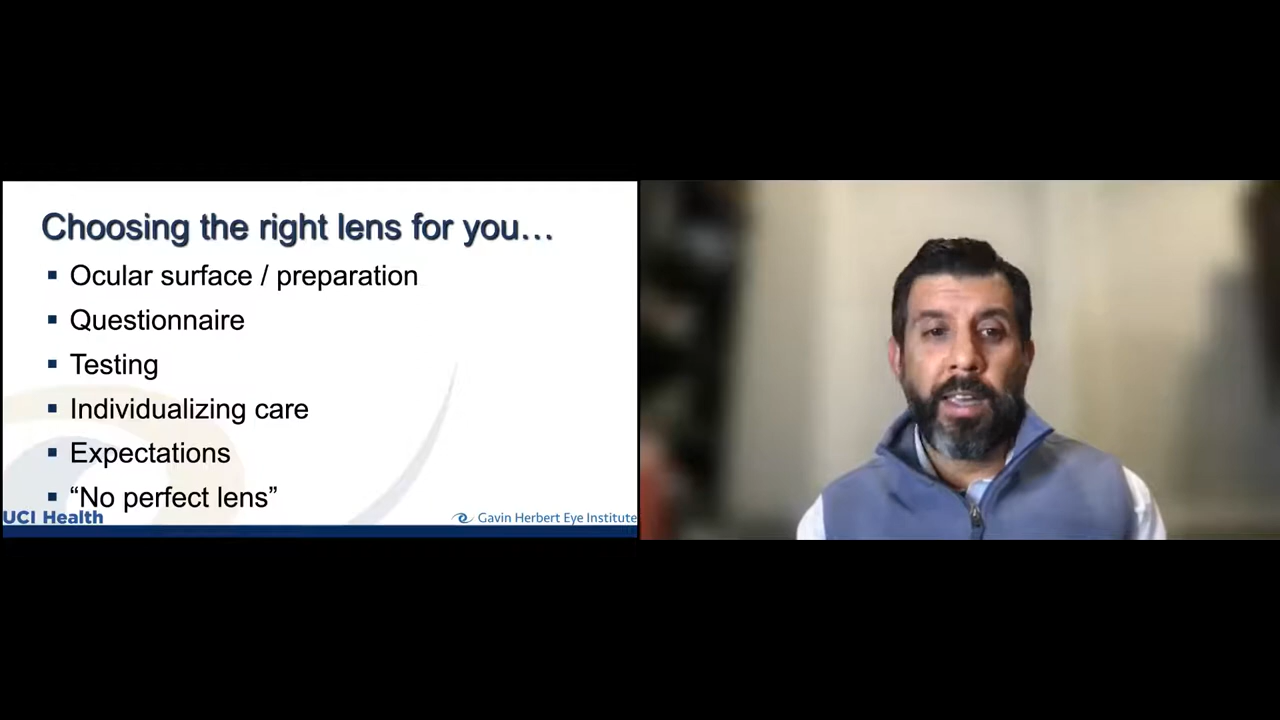 Choosing the right lens for you…
▪ Ocular surface / preparation
▪ Questionnaire
▪ Testing
▪ Individualizing care
▪ Expectations
▪ “No perfect lens”
UCI Health
Gavin Herbert Eye Institute